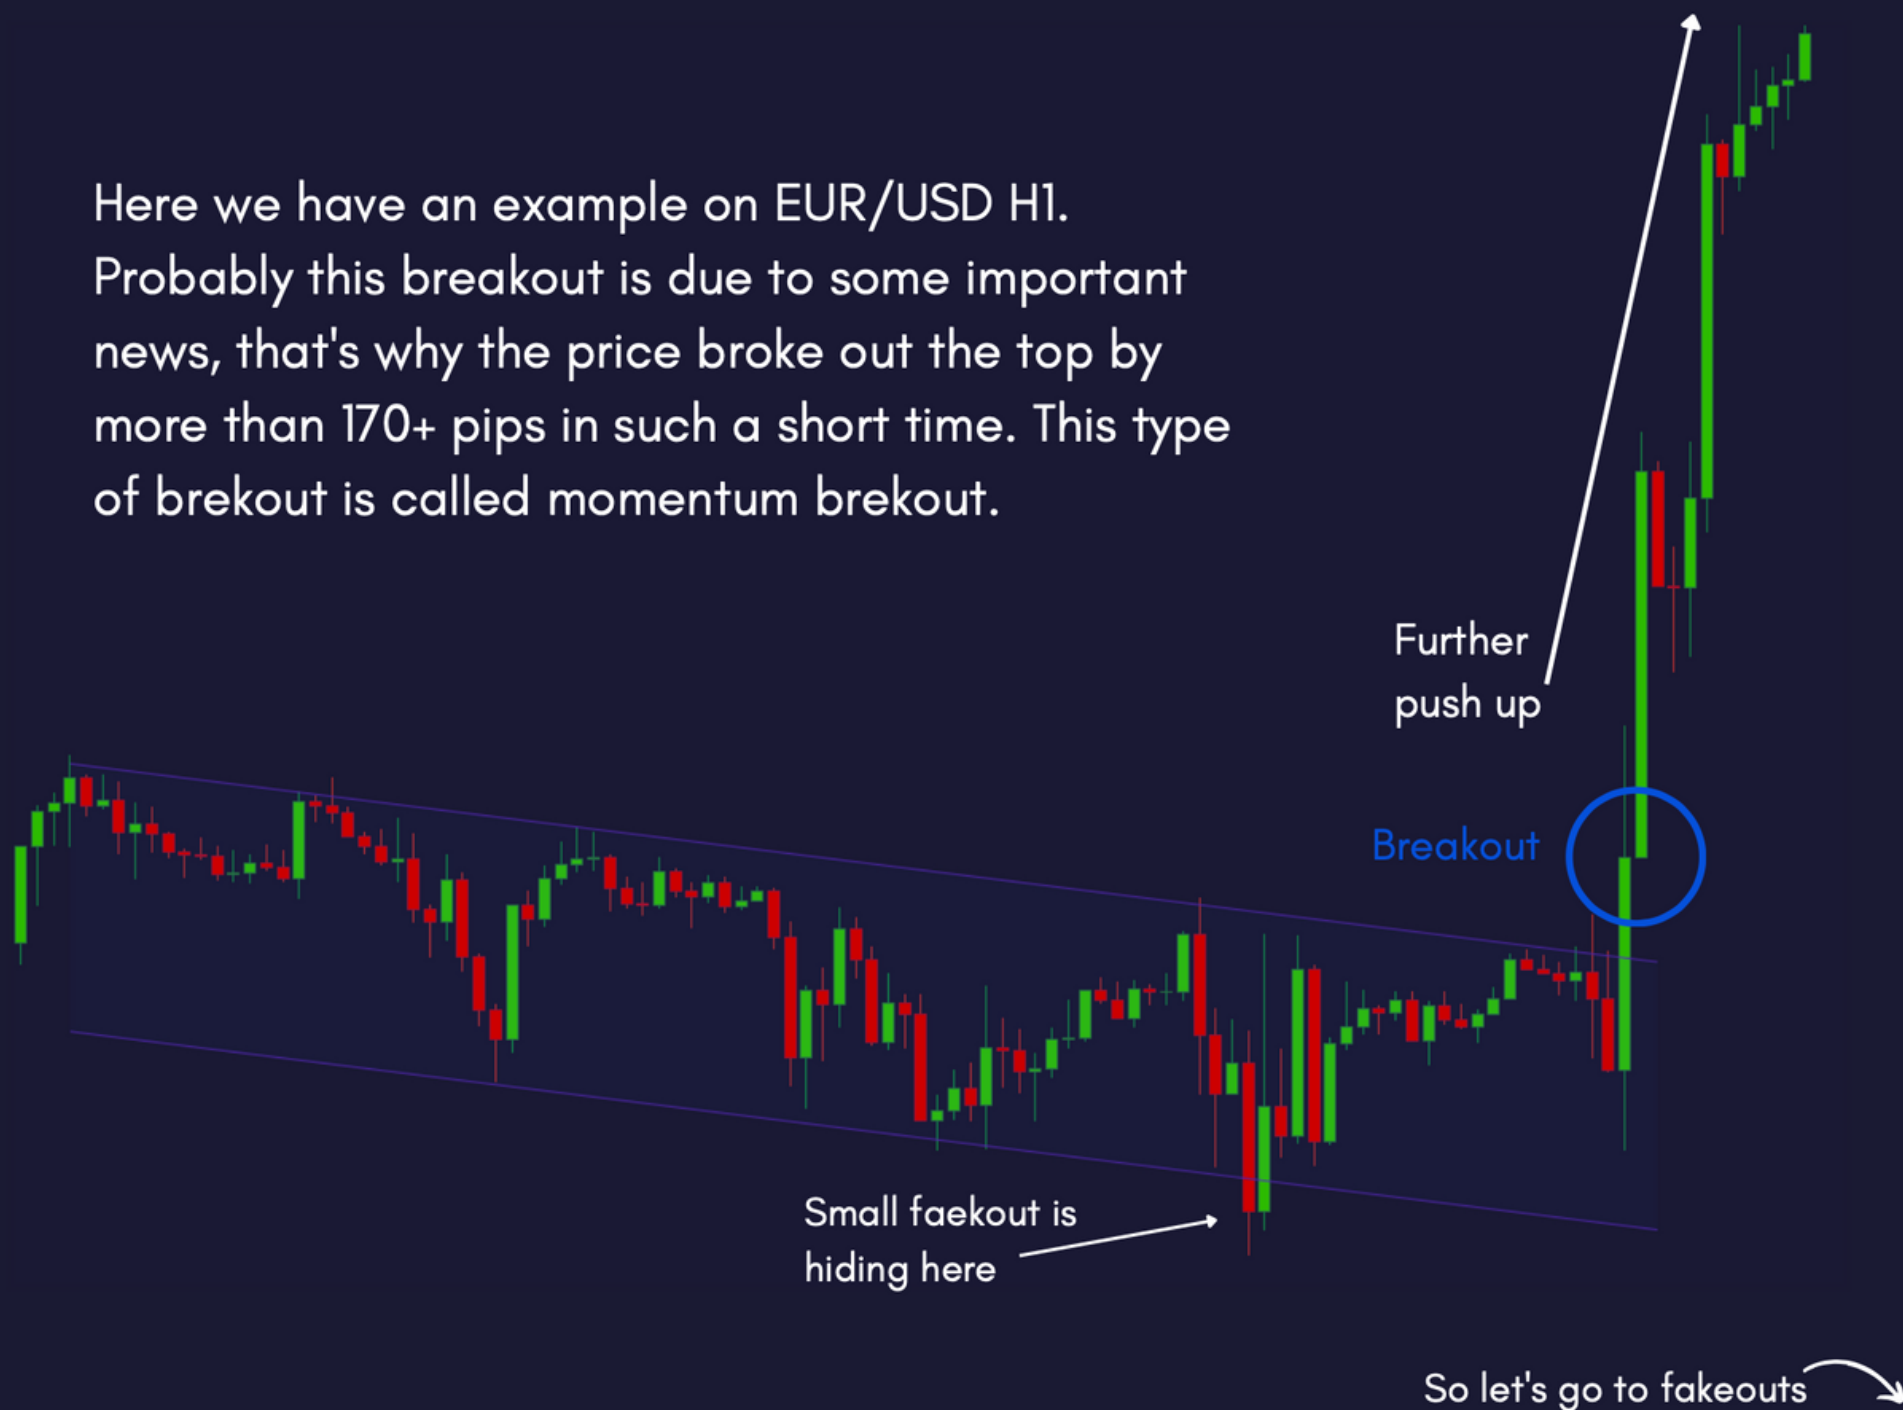 Here we have an example on EUR/USD H1.
Probably this breakout is due to some important
news, that's why the price broke out the top by
more than 170+ pips in such a short time. This type
of brekout is called momentum brekout.
Further
push up
Breakout
Small faekout is
hiding here
So let's go to fakeouts